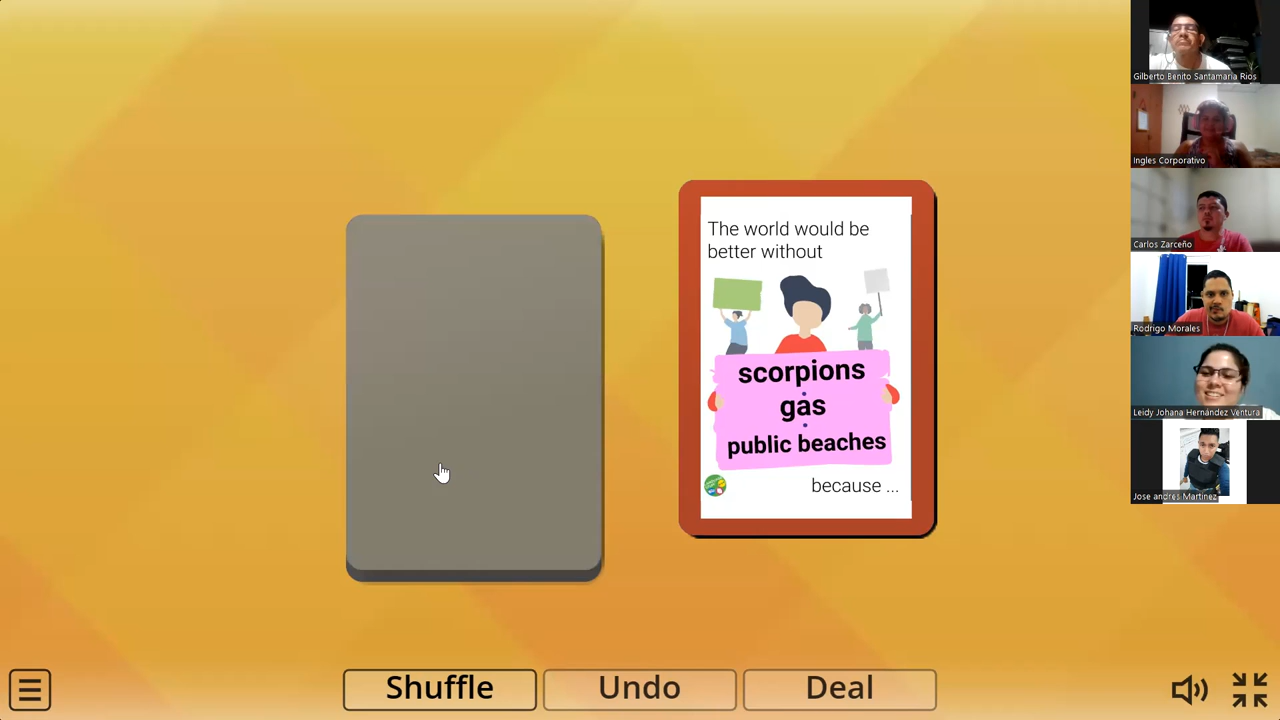 The world would be
better without
scorpions
gas
public beaches
because ...
Shuffle
Undo
Deal
Gilberto Benito Santamaria Rios
Ingles Corporativo
Carlos Zarceño
Rodrigo Morales
Leidy Johana Hernández Ventura
Jose andres Martinez